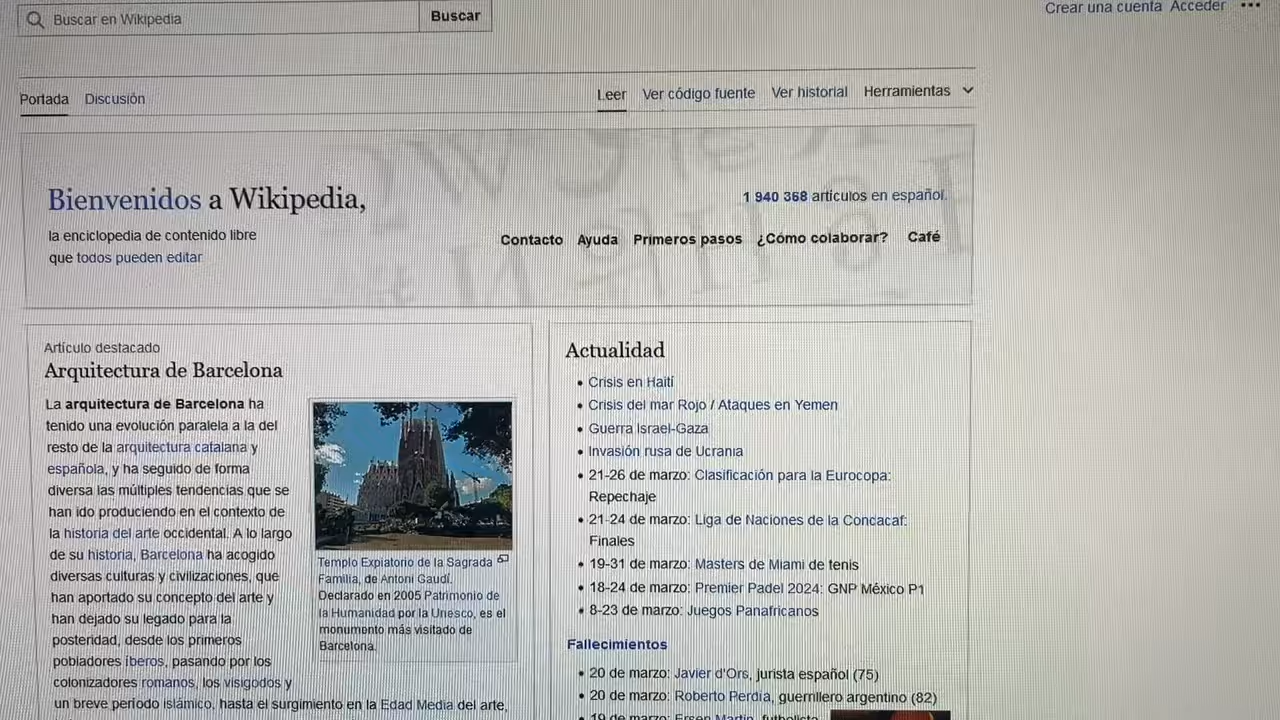 Buscar en Wikipedia
Buscar
Crear una cuenta Acceder
Portada Discusión
Leer Ver código fuente Ver historial Herramientas
Bienvenidos a Wikipedia,
la enciclopedia de contenido libre
que todos pueden editar
1 940 368 artículos en español.
Contacto Ayuda Primeros pasos ¿Cómo colaborar? Café
Artículo destacado
Arquitectura de Barcelona
La arquitectura de Barcelona ha
tenido una evolución paralela a la del
resto de la arquitectura catalana y
española, y ha seguido de forma
diversa las múltiples tendencias que se
han ido produciendo en el contexto de
la historia del arte occidental. A lo largo
de su historia, Barcelona ha acogido
diversas culturas y civilizaciones, que
han aportado su concepto del arte y
han dejado su legado para la
posteridad, desde los primeros
pobladores íberos, pasando por los
colonizadores romanos, los visigodos y
un breve período islámico, hasta el surgimiento en la Edad Media del arte,
Templo Expiatorio de la Sagrada
Familia, de Antoni Gaudí.
Declarado en 2005 Patrimonio de
la Humanidad por la Unesco, es el
monumento más visitado de
Barcelona.
Actualidad
• Crisis en Haití
• Crisis del mar Rojo / Ataques en Yemen
• Guerra Israel-Gaza
• Invasión rusa de Ucrania
• 21-26 de marzo: Clasificación para la Eurocopa:
Repechaje
• 21-24 de marzo: Liga de Naciones de la Concacaf:
Finales
• 19-31 de marzo: Masters de Miami de tenis
• 18-24 de marzo: Premier Padel 2024: GNP México P1
• 8-23 de marzo: Juegos Panafricanos
Fallecimientos
• 20 de marzo: Javier d'Ors, jurista español (75)
• 20 de marzo: Roberto Perdía, guerrillero argentino (82)
• 19 de marzo: Ersen Martin, futbolista